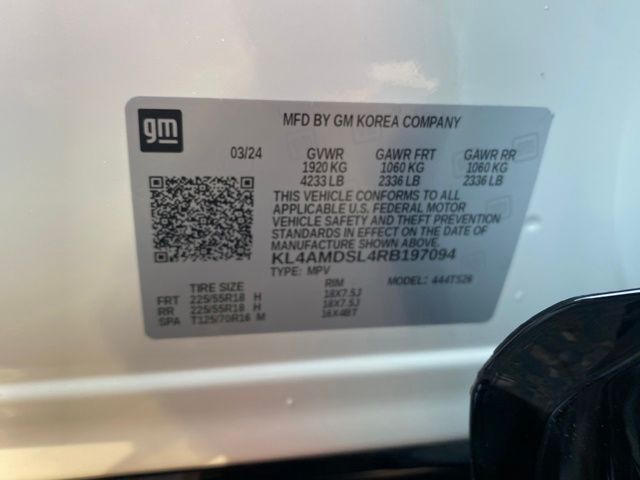 gm
MFD BY GM KOREA COMPANY
03/24 GVWR GAWR FRT GAWR RR
1920 KG 1060 KG 1060 KG
4233 LB 2336 LB 2336 LB
THIS VEHICLE CONFORMS TO ALL
APPLICABLE U.S. FEDERAL MOTOR
VEHICLE SAFETY AND THEFT PREVENTION
STANDARDS IN EFFECT ON THE DATE OF
MANUFACTURE SHOWN ABOVE.
KL4AMDSL4RB197094
TYPE: MPV MODEL: 444TS26
TIRE SIZE RIM
FRT 225/55R18 H 18X7.5J
RR 225/55R18 H 18X7.5J
SPA T125/70R16 M 16X4BT